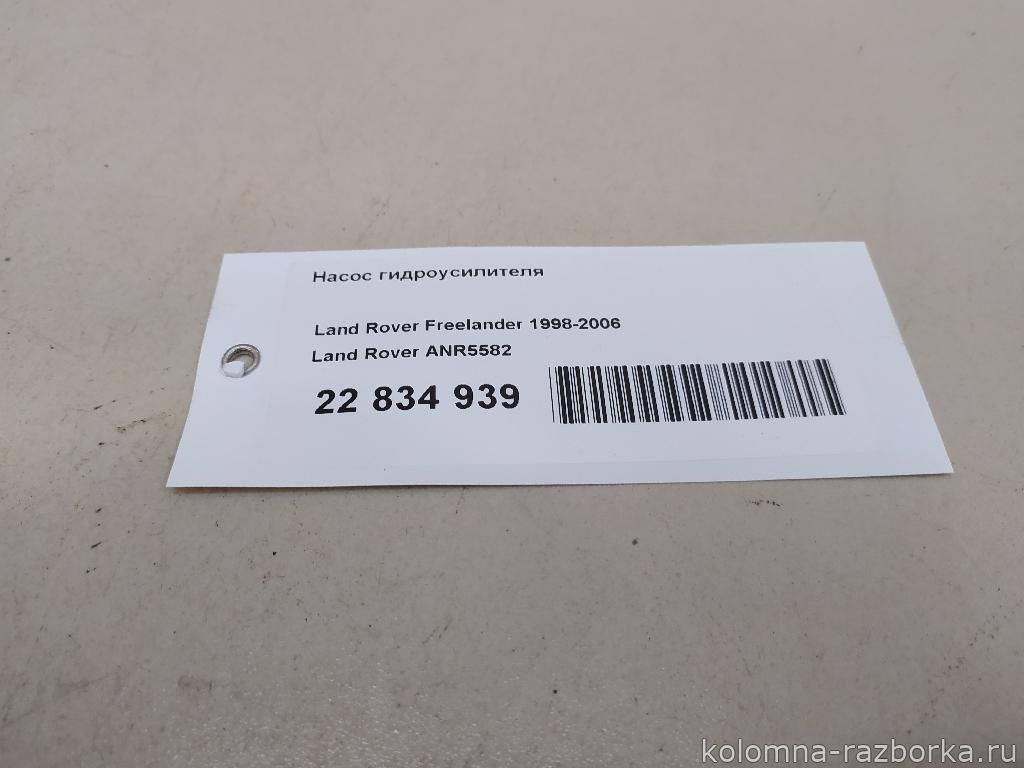 Насос гидроусилителя
Land Rover Freelander 1998-2006
Land Rover ANR5582
22 834 939
kolomna-razborka.ru